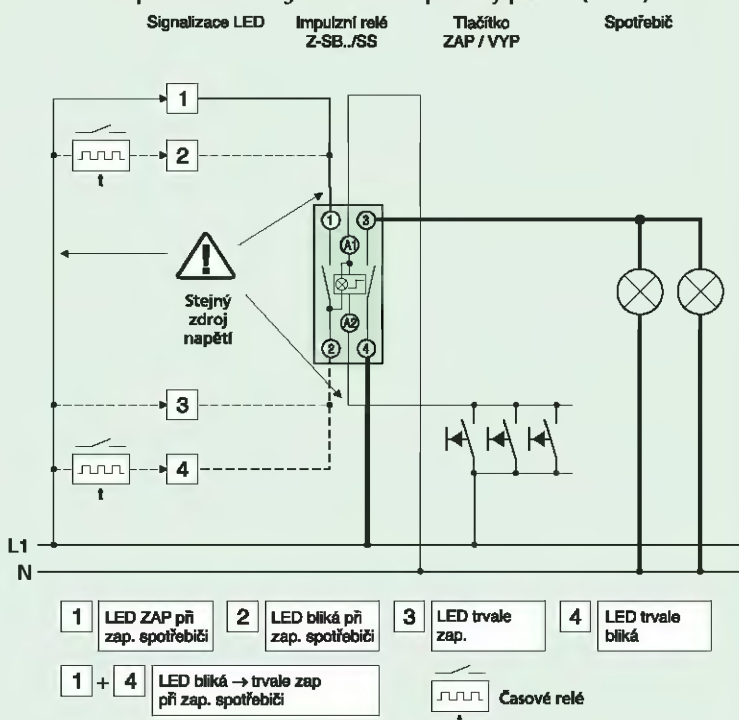 Signalizace LED
Impulzní relé
Z-SB../SS
Tlačítko
ZAP / VYP
Spotřebič
1
2
t
1
3
A1
Stejný
zdroj
napětí
A2
2
4
3
4
t
L1
N
1
LED ZAP při
zap. spotřebiči
2
LED bliká při
zap. spotřebiči
3
LED trvale
zap.
4
LED trvale
bliká
1 + 4
LED bliká → trvale zap
při zap. spotřebiči
Časové relé